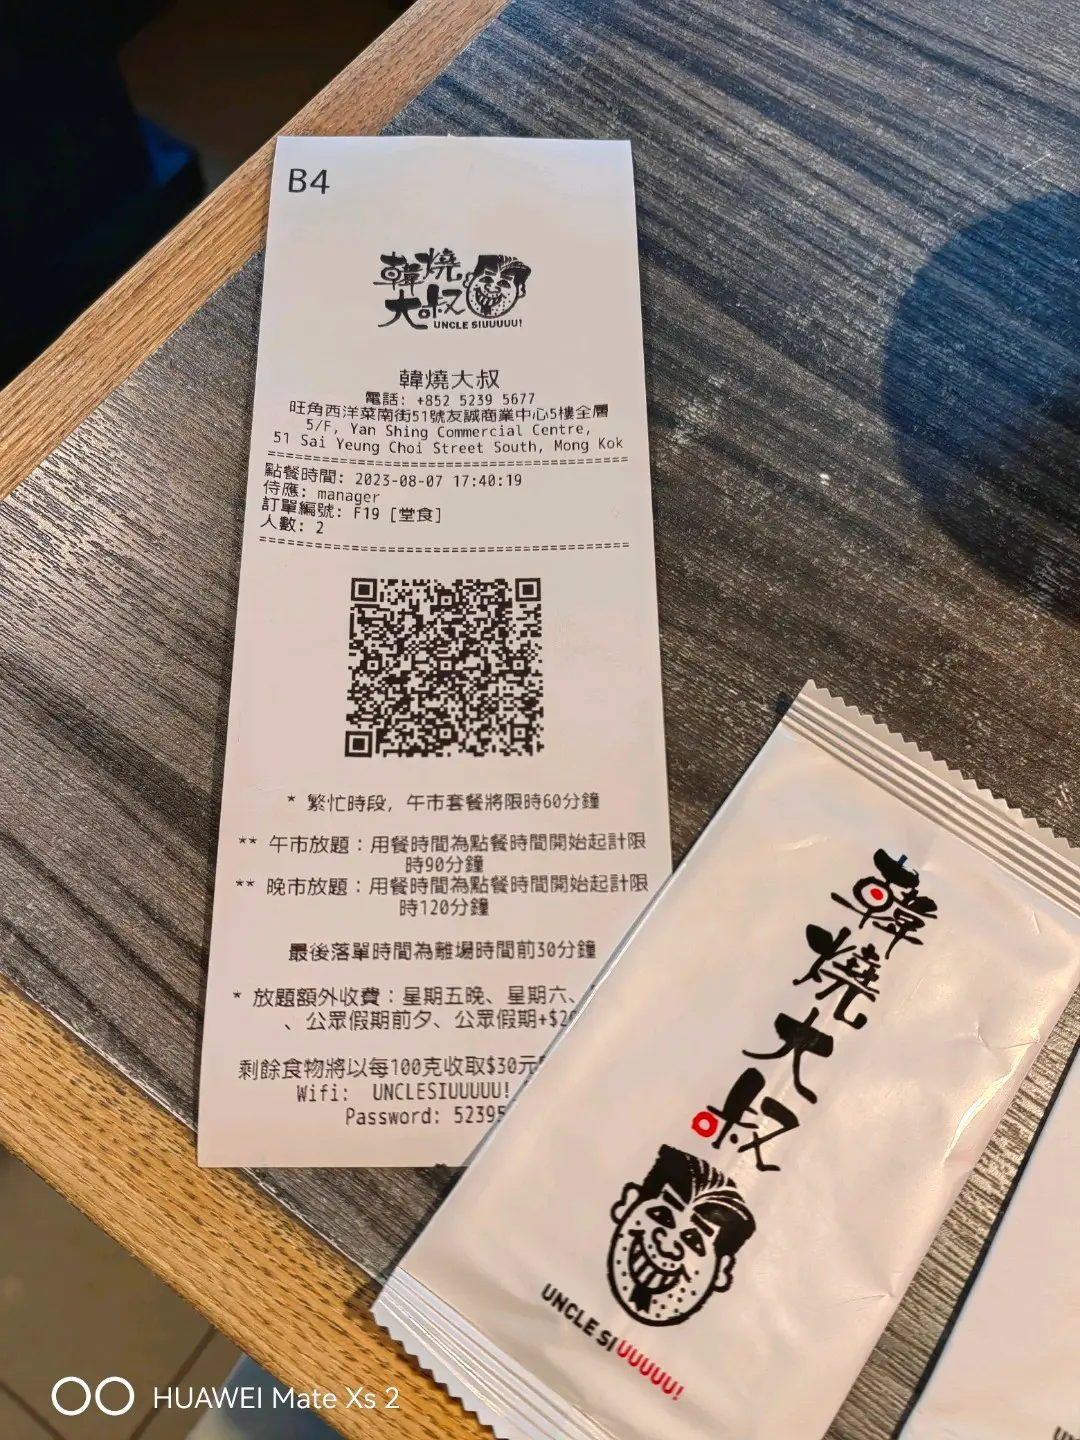 B4
韓燒
大叔
UNCLE SIUUUUU!
韓燒大叔
電話: +852 5239 5677
旺角西洋菜南街51號友誠商業中心5樓全層
5/F, Yan Shing Commercial Centre,
51 Sai Yeung Choi Street South, Mong Kok
點餐時間: 2023-08-07 17:40:19
侍應: manager
訂單編號: F19 [堂食]
人數: 2
* 繁忙時段, 午市套餐將限時60分鐘
** 午市放題：用餐時間為點餐時間開始起計限
時90分鐘
** 晚市放題：用餐時間為點餐時間開始起計限
時120分鐘
最後落單時間為離場時間前30分鐘
* 放題額外收費：星期五晚、星期六、
、公眾假期前夕、公眾假期+$2
剩餘食物將以每100克收取$30元
Wifi: UNCLESIUUUUU!
Password: 5239
韓燒大叔
UNCLE SIUUUUU!
HUAWEI Mate Xs 2